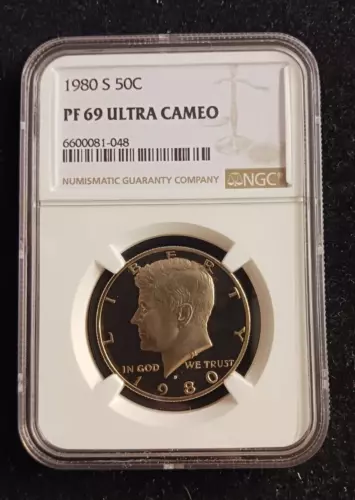 1980 S 50C
PF 69 ULTRA CAMEO
6600081-048
NUMISMATIC GUARANTY COMPANY
NGC
LIBERTY
IN GOD WE TRUST
1980